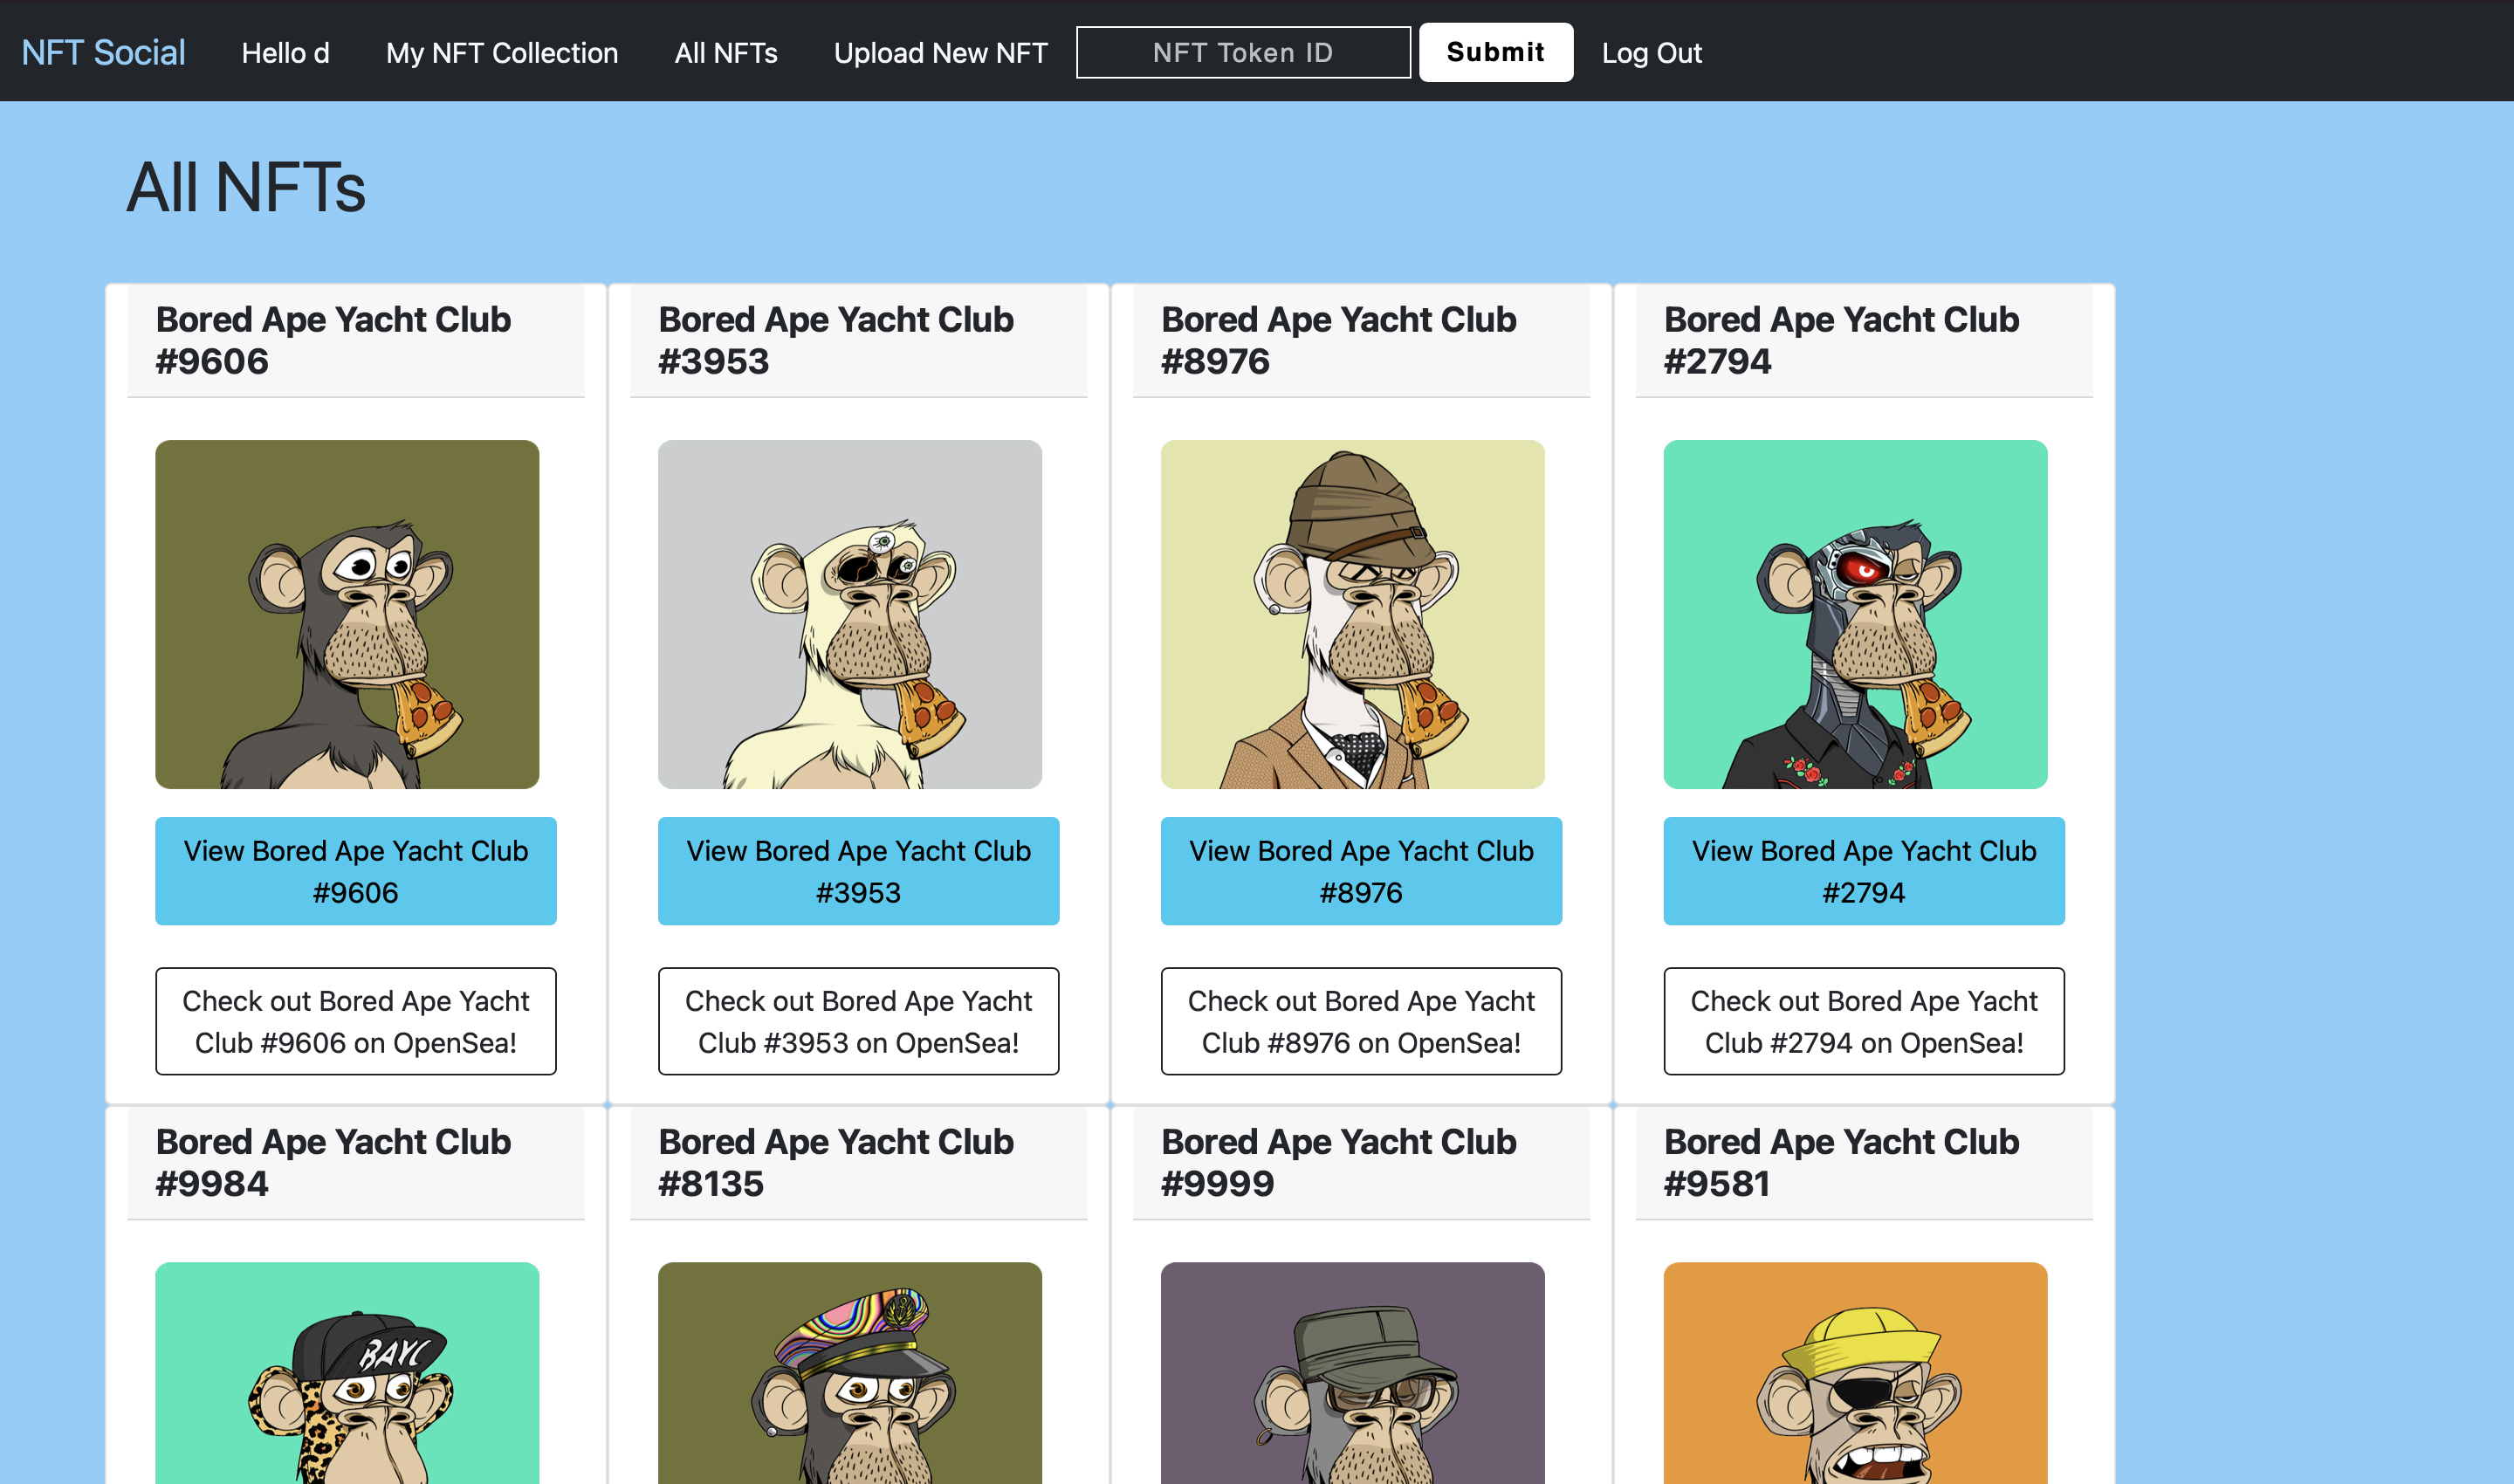 NFT Social Hello d My NFT Collection All NFTs Upload New NFT NFT Token ID Submit Log Out
All NFTs
Bored Ape Yacht Club
#9606
Bored Ape Yacht Club
#3953
Bored Ape Yacht Club
#8976
Bored Ape Yacht Club
#2794
View Bored Ape Yacht Club
#9606
View Bored Ape Yacht Club
#3953
View Bored Ape Yacht Club
#8976
View Bored Ape Yacht Club
#2794
Check out Bored Ape Yacht
Club #9606 on OpenSea!
Check out Bored Ape Yacht
Club #3953 on OpenSea!
Check out Bored Ape Yacht
Club #8976 on OpenSea!
Check out Bored Ape Yacht
Club #2794 on OpenSea!
Bored Ape Yacht Club
#9984
Bored Ape Yacht Club
#8135
Bored Ape Yacht Club
#9999
Bored Ape Yacht Club
#9581
BAYC